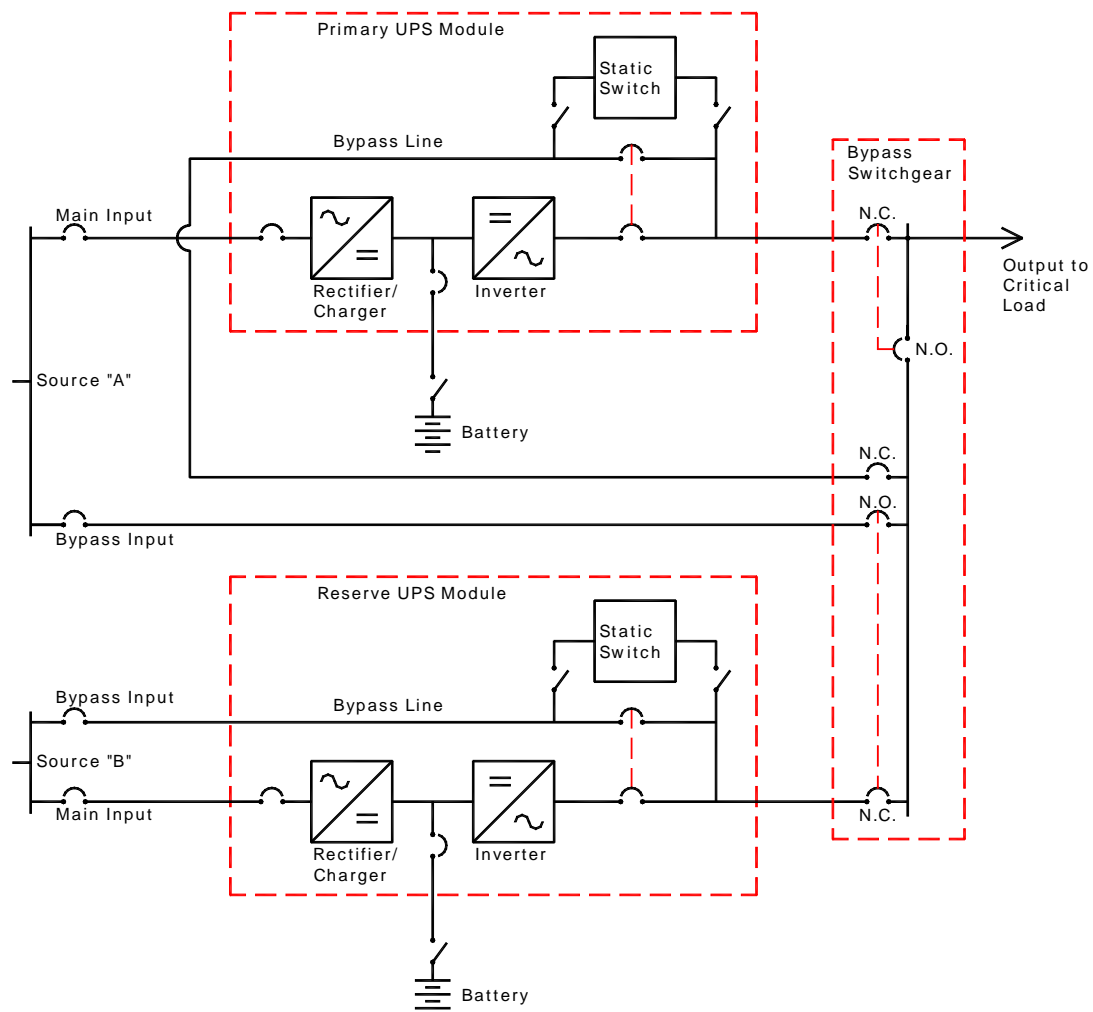 Primary UPS Module
Static
Switch
Bypass Line
Bypass
Switchgear
Main Input
N.C.
Rectifier/
Charger
Inverter
Output to
Critical
Load
N.O.
Source "A"
Battery
N.C.
N.O.
Bypass Input
Reserve UPS Module
Static
Switch
Bypass Input
Bypass Line
Source "B"
Main Input
N.C.
Rectifier/
Charger
Inverter
Battery